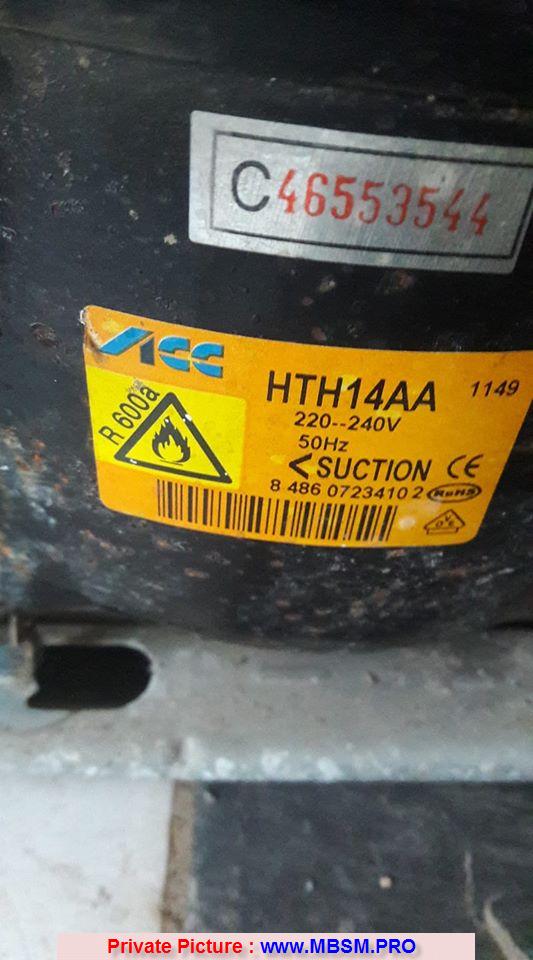 C46553544
ACC
R 600a
HTH14AA 1149
220--240V
50Hz
<SUCTION CE
8 486 0723410 2 RoHS
VDE
Private Picture : www.MBSM.PRO